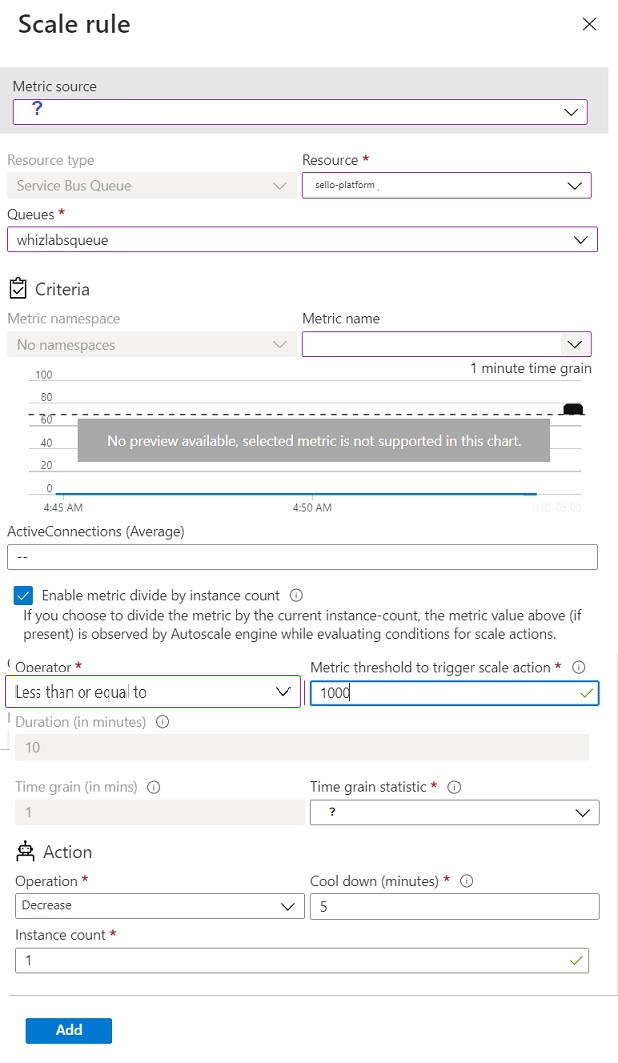 Scale rule
Metric source
?
Resource type
Resource *
Service Bus Queue
sello-platform
Queues *
whizlabsqueue
Criteria
Metric namespace
Metric name
No namespaces
1 minute time grain
100
80
60
40
20
0
No preview available, selected metric is not supported in this chart.
4:45 AM
4:50 AM
UTC-05:00
ActiveConnections (Average)
--
Enable metric divide by instance count
If you choose to divide the metric by the current instance-count, the metric value above (if
present) is observed by Autoscale engine while evaluating conditions for scale actions.
Operator *
Metric threshold to trigger scale action *
Less than or equal to
1000
Duration (in minutes)
10
Time grain (in mins)
Time grain statistic *
1
?
Action
Operation *
Cool down (minutes) *
Decrease
5
Instance count *
1
Add